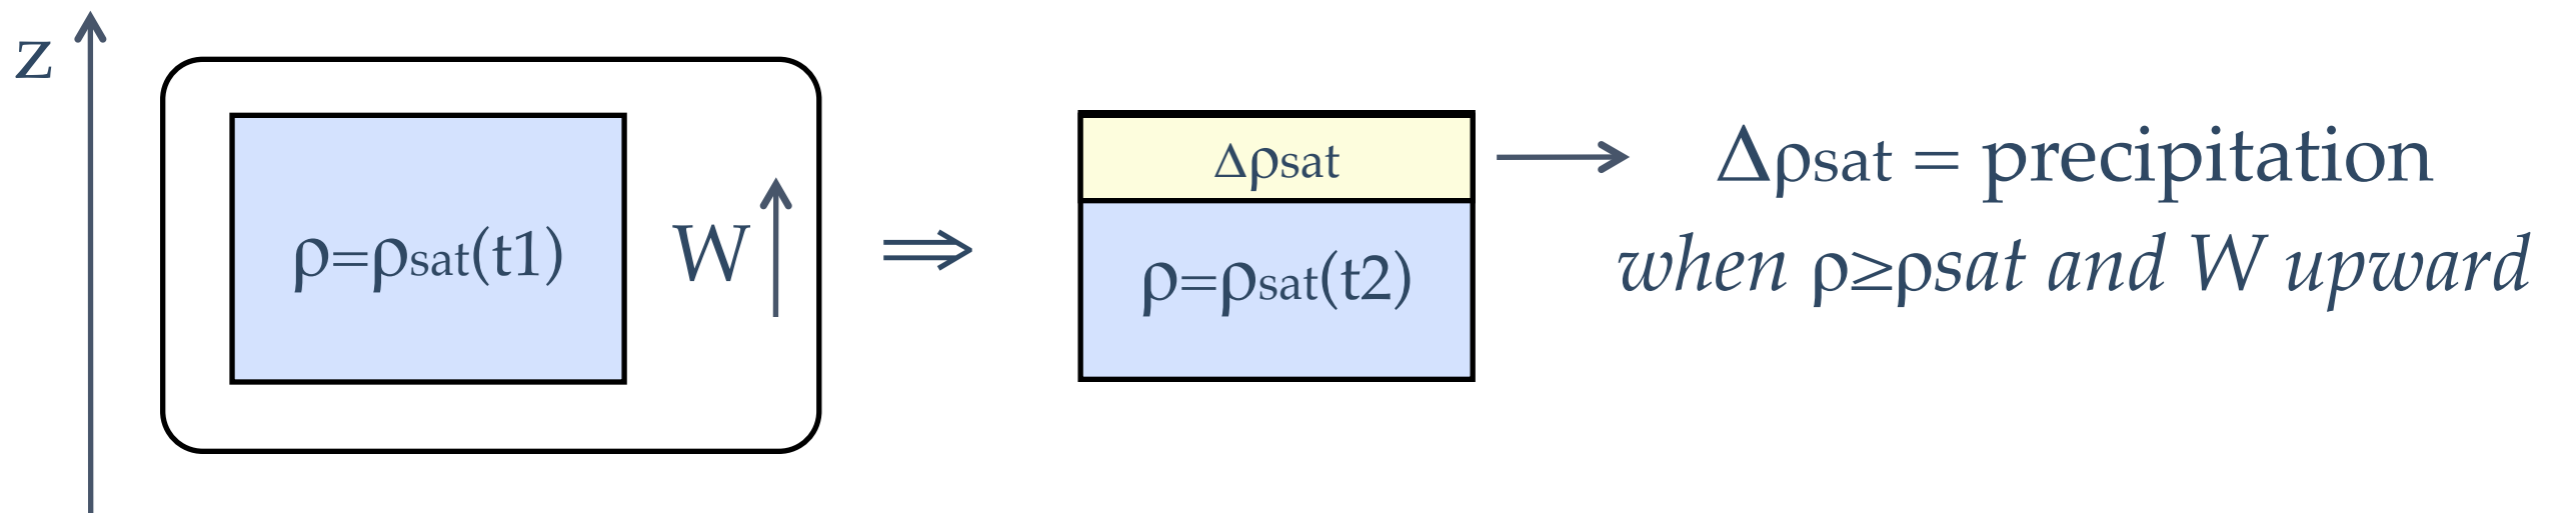 z
ρ=ρsat(t1)
W
⇒
Δρsat
ρ=ρsat(t2)
Δρsat = precipitation
when ρ≥ρsat and W upward